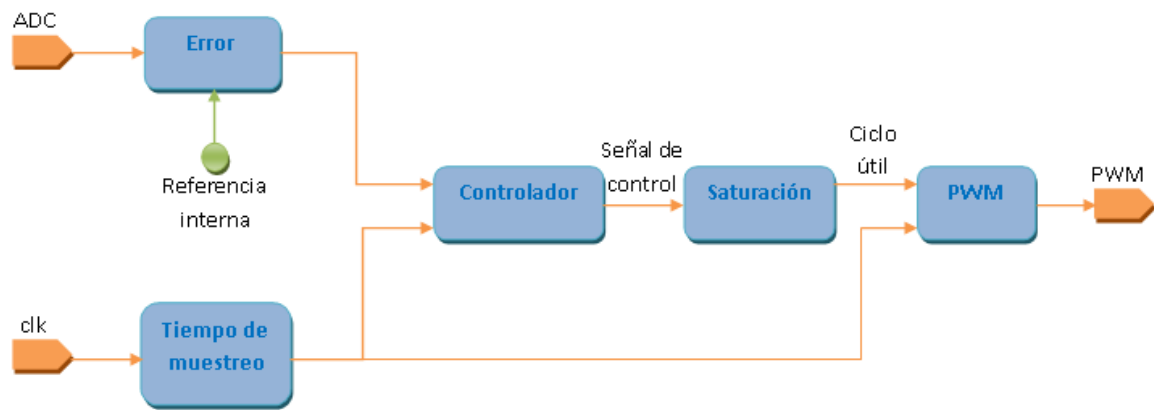 ADC
Error
Referencia
interna
Controlador
Señal de
control
Saturación
Ciclo
útil
PWM
PWM
clk
Tiempo de
muestreo